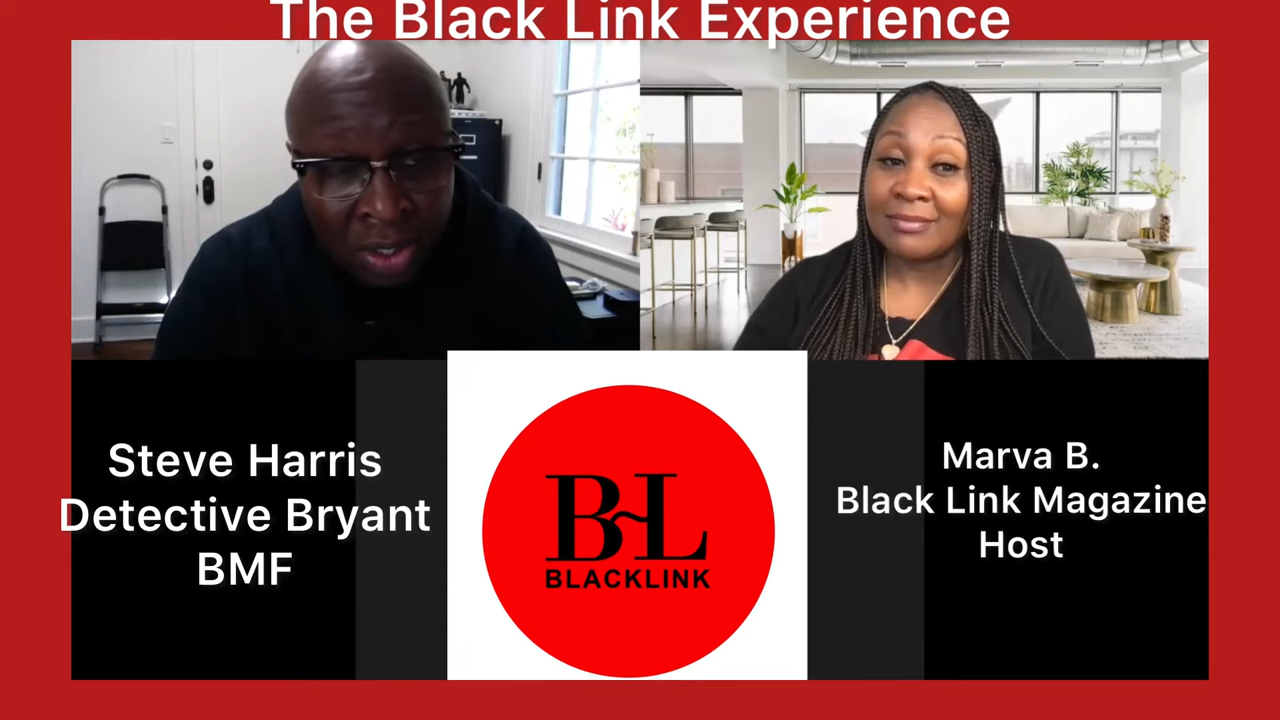 The Black Link Experience
Steve Harris
Detective Bryant
BMF
BL
BLACKLINK
Marva B.
Black Link Magazine
Host